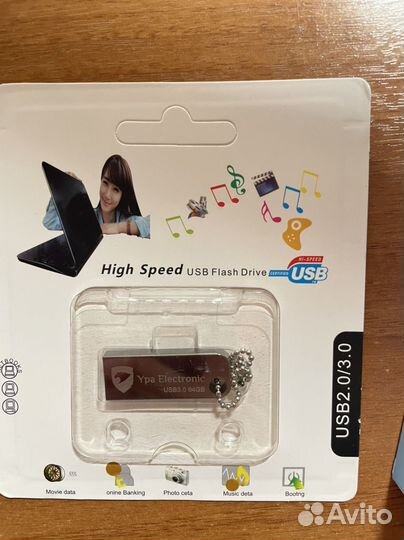 High Speed USB Flash Drive
HI-SPEED
CERTIFIED
USB
Ypa Electronic
USB3.0 64GB
USB2.0/3.0
Movie data
onine Banking
Photo ceta
Music deta
Bootng
Avito